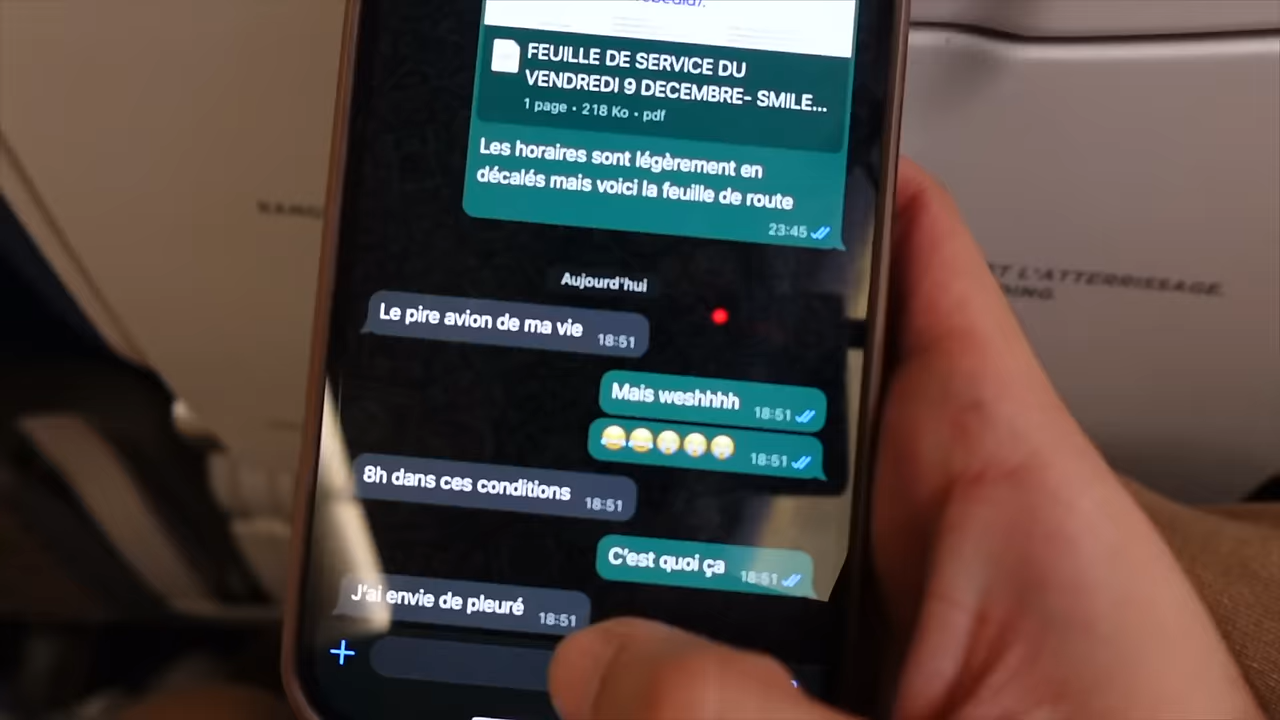 FEUILLE DE SERVICE DU
VENDREDI 9 DECEMBRE- SMILE...
1 page • 218 Ko • pdf
Les horaires sont légèrement en
décalés mais voici la feuille de route
23:45
Aujourd'hui
Le pire avion de ma vie 18:51
Mais weshhhh 18:51
😂😂😭😭😭 18:51
8h dans ces conditions 18:51
C'est quoi ça 18:51
J'ai envie de pleuré 18:51
L'ATTERRISSAGE.